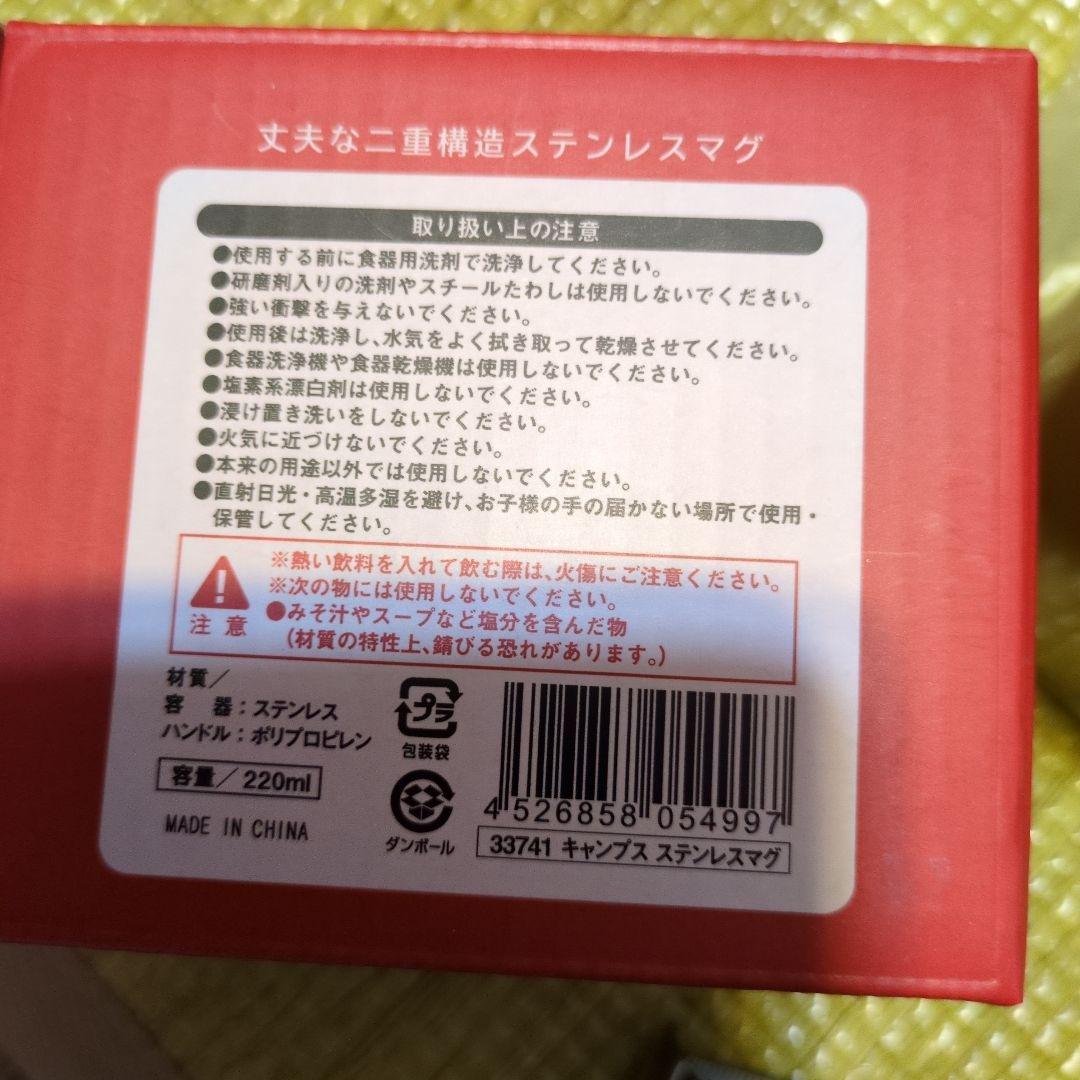 丈夫な二重構造ステンレスマグ
取り扱い上の注意
●使用する前に食器用洗剤で洗浄してください。
●研磨剤入りの洗剤やスチールたわしは使用しないでください。
●強い衝撃を与えないでください。
●使用後は洗浄し、水気をよく拭き取って乾燥させてください。
●食器洗浄機や食器乾燥機は使用しないでください。
●塩素系漂白剤は使用しないでください。
●浸け置き洗いをしないでください。
●火気に近づけないでください。
●本来の用途以外では使用しないでください。
●直射日光・高温多湿を避け、お子様の手の届かない場所で使用・
保管してください。
注意
※熱い飲料を入れて飲む際は、火傷にご注意ください。
※次の物には使用しないでください。
●みそ汁やスープなど塩分を含んだ物
(材質の特性上、錆びる恐れがあります。)
材質／
容 器：ステンレス
ハンドル：ポリプロピレン
容量／ 220ml
MADE IN CHINA
プラ
包装袋
ダンボール
4 526858 054997
33741 キャンプス ステンレスマグ